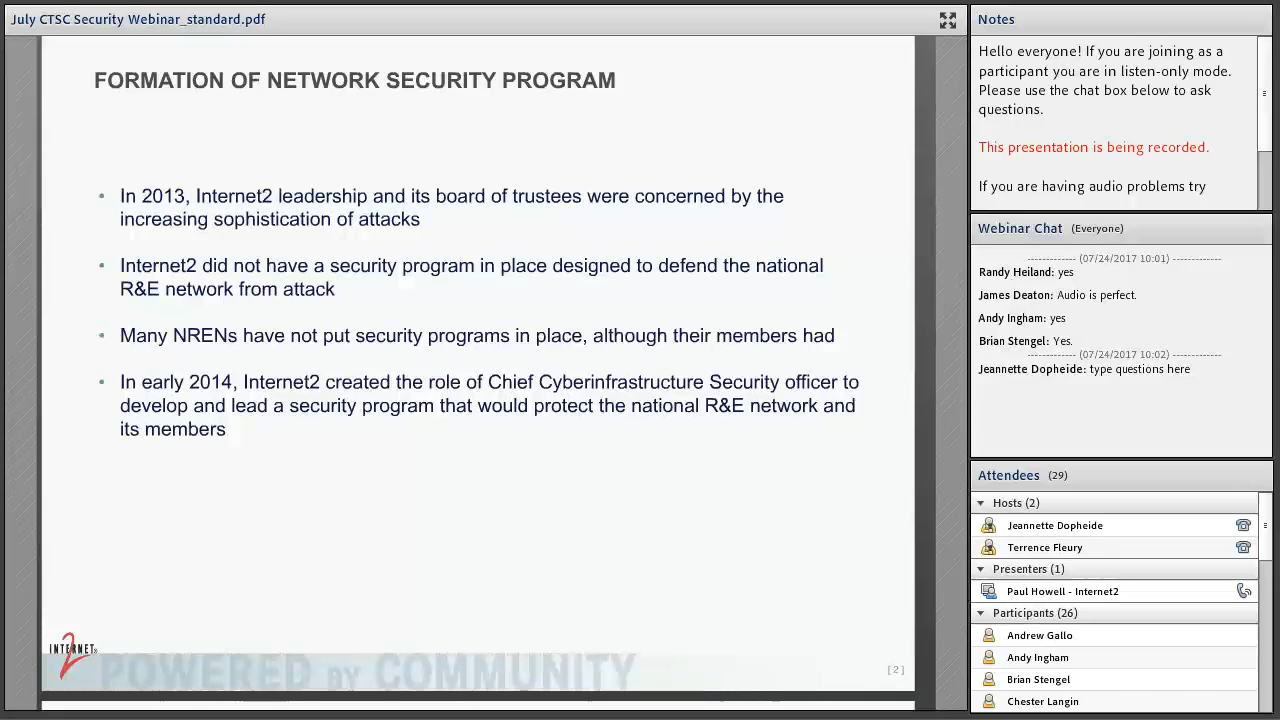 July CTSC Security Webinar_standard.pdf
FORMATION OF NETWORK SECURITY PROGRAM
• In 2013, Internet2 leadership and its board of trustees were concerned by the
increasing sophistication of attacks
• Internet2 did not have a security program in place designed to defend the national
R&E network from attack
• Many NRENs have not put security programs in place, although their members had
• In early 2014, Internet2 created the role of Chief Cyberinfrastructure Security officer to
develop and lead a security program that would protect the national R&E network and
its members
INTERNET
2
POWERED BY COMMUNITY
[ 2 ]
Notes
Hello everyone! If you are joining as a
participant you are in listen-only mode.
Please use the chat box below to ask
questions.
This presentation is being recorded.
If you are having audio problems try
Webinar Chat (Everyone)
------------- (07/24/2017 10:01) -------------
Randy Heiland: yes
James Deaton: Audio is perfect.
Andy Ingham: yes
Brian Stengel: Yes.
------------- (07/24/2017 10:02) -------------
Jeannette Dopheide: type questions here
Attendees (29)
Hosts (2)
Jeannette Dopheide
Terrence Fleury
Presenters (1)
Paul Howell - Internet2
Participants (26)
Andrew Gallo
Andy Ingham
Brian Stengel
Chester Langin